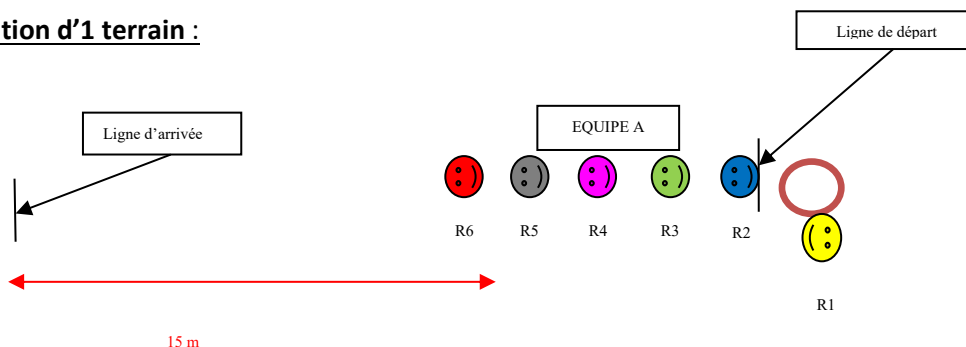 tion d’1 terrain :
Ligne de départ
Ligne d’arrivée
EQUIPE A
R6 R5 R4 R3 R2
R1
15 m